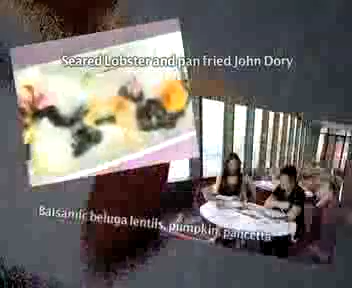 Seared Lobster and pan fried John Dory
Balsamic beluga lentils, pumpkin, pancetta